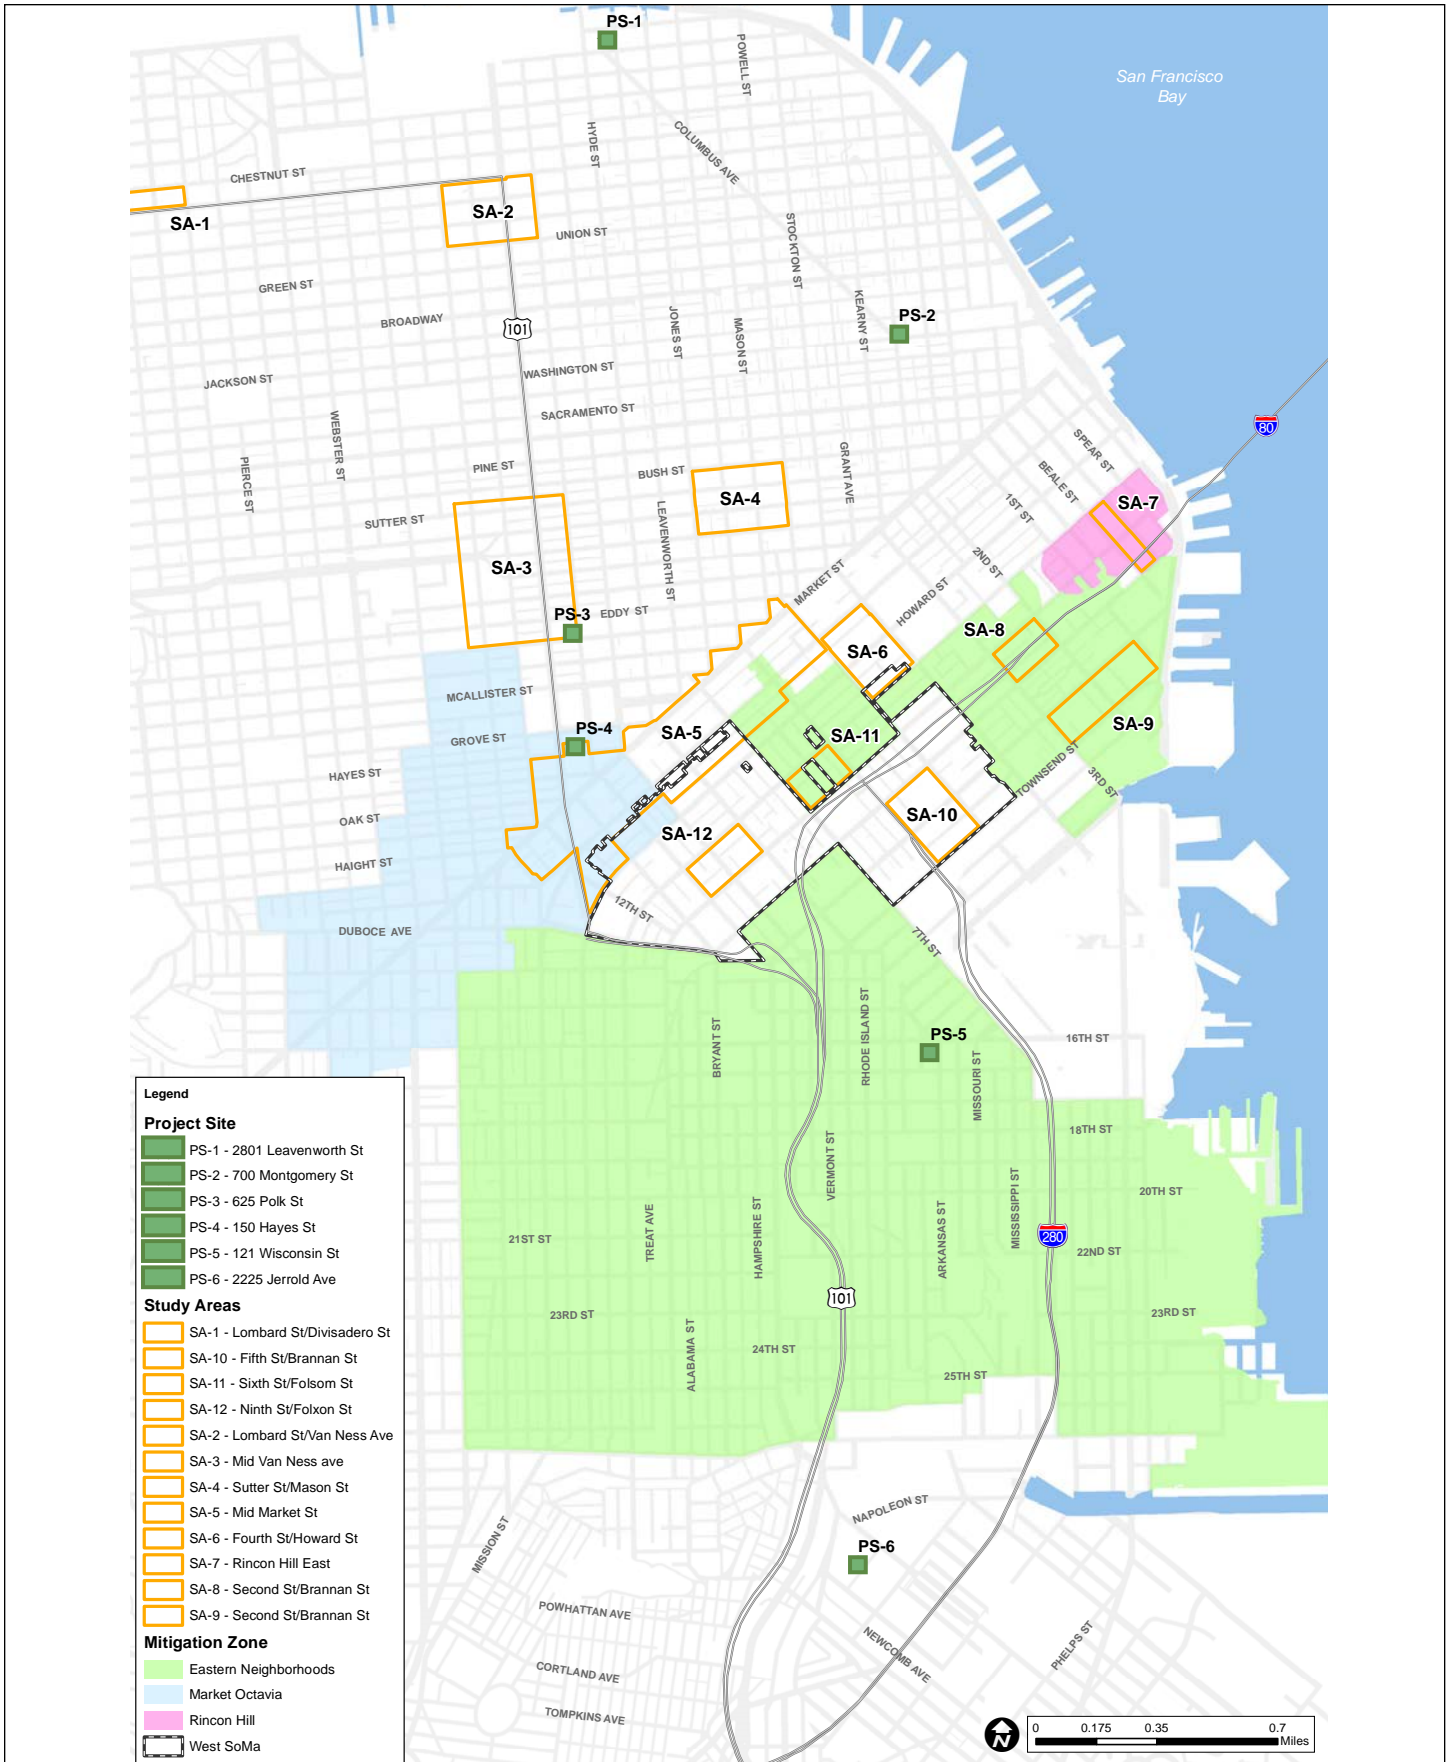 PS-1
POWELL ST
San Francisco
Bay
HYDE ST
COLUMBUS AVE
CHESTNUT ST
SA-1
SA-2
UNION ST
STOCKTON ST
GREEN ST
BROADWAY
101
JONES ST
MASON ST
KEARNY ST
PS-2
JACKSON ST
WASHINGTON ST
SACRAMENTO ST
WEBSTER ST
PIERCE ST
PINE ST
BUSH ST
GRANT AVE
80
SPEAR ST
BEALE ST
1ST ST
SA-7
SUTTER ST
SA-4
LEAVENWORTH ST
SA-3
2ND ST
MARKET ST
HOWARD ST
PS-3
EDDY ST
SA-8
SA-6
MCALLISTER ST
GROVE ST
PS-4
SA-5
SA-11
SA-9
HAYES ST
TOWNSEND ST
3RD ST
OAK ST
SA-10
SA-12
HAIGHT ST
12TH ST
DUBOCE AVE
7TH ST
BRYANT ST
RHODE ISLAND ST
PS-5
16TH ST
MISSOURI ST
18TH ST
VERMONT ST
MISSISSIPPI ST
20TH ST
21ST ST
TREAT AVE
HAMPSHIRE ST
ARKANSAS ST
280
22ND ST
101
23RD ST
23RD ST
ALABAMA ST
24TH ST
25TH ST
NAPOLEON ST
MISSION ST
PS-6
POWHATTAN AVE
NEWCOMB AVE
PHELPS ST
CORTLAND AVE
TOMPKINS AVE
Legend
Project Site
PS-1 - 2801 Leavenworth St
PS-2 - 700 Montgomery St
PS-3 - 625 Polk St
PS-4 - 150 Hayes St
PS-5 - 121 Wisconsin St
PS-6 - 2225 Jerrold Ave
Study Areas
SA-1 - Lombard St/Divisadero St
SA-10 - Fifth St/Brannan St
SA-11 - Sixth St/Folsom St
SA-12 - Ninth St/Folxon St
SA-2 - Lombard St/Van Ness Ave
SA-3 - Mid Van Ness ave
SA-4 - Sutter St/Mason St
SA-5 - Mid Market St
SA-6 - Fourth St/Howard St
SA-7 - Rincon Hill East
SA-8 - Second St/Brannan St
SA-9 - Second St/Brannan St
Mitigation Zone
Eastern Neighborhoods
Market Octavia
Rincon Hill
West SoMa
N
0 0.175 0.35 0.7
Miles